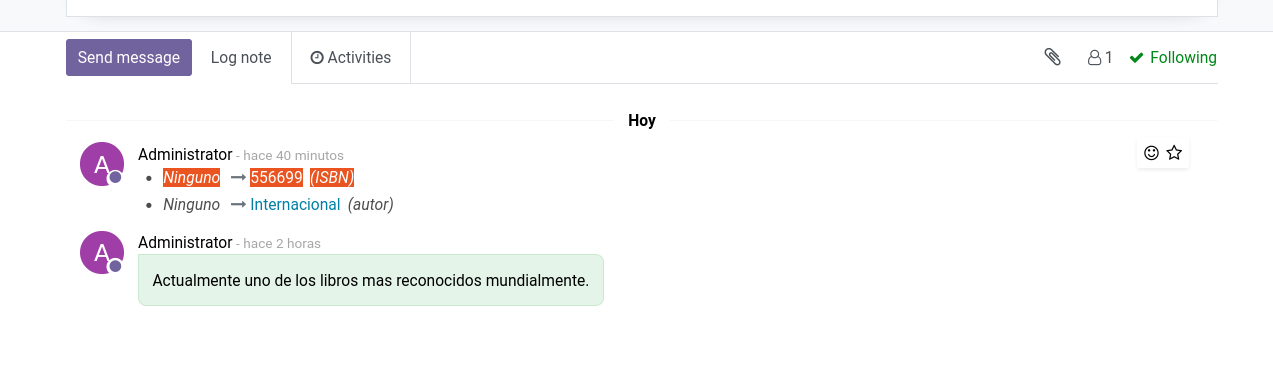 Send message Log note Activities 1 Following
Hoy
A Administrator - hace 40 minutos
Ninguno → 556699 (ISBN)
Ninguno → Internacional (autor)
A Administrator - hace 2 horas
Actualmente uno de los libros mas reconocidos mundialmente.